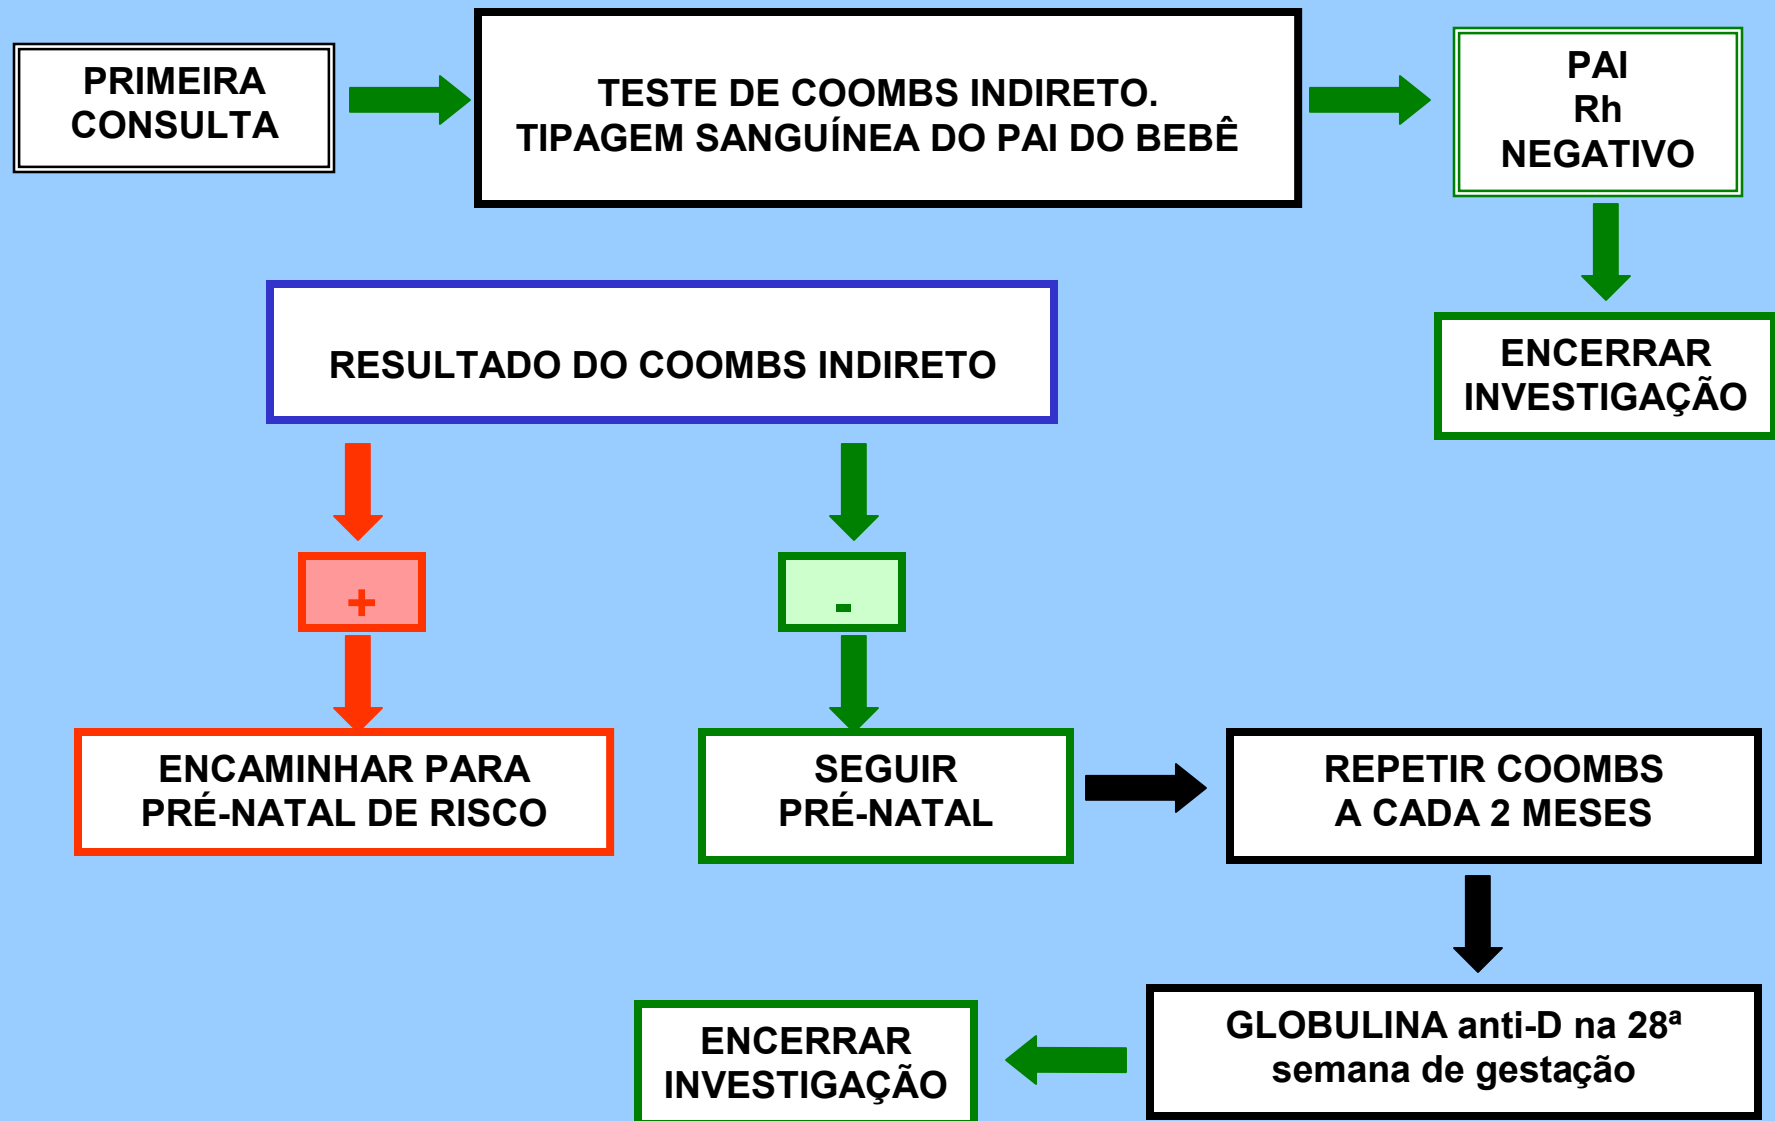 PRIMEIRA
CONSULTA
TESTE DE COOMBS INDIRETO.
TIPAGEM SANGUÍNEA DO PAI DO BEBÊ
PAI
Rh
NEGATIVO
ENCERRAR
INVESTIGAÇÃO
RESULTADO DO COOMBS INDIRETO
+
-
ENCAMINHAR PARA
PRÉ-NATAL DE RISCO
SEGUIR
PRÉ-NATAL
REPETIR COOMBS
A CADA 2 MESES
GLOBULINA anti-D na 28ª
semana de gestação
ENCERRAR
INVESTIGAÇÃO